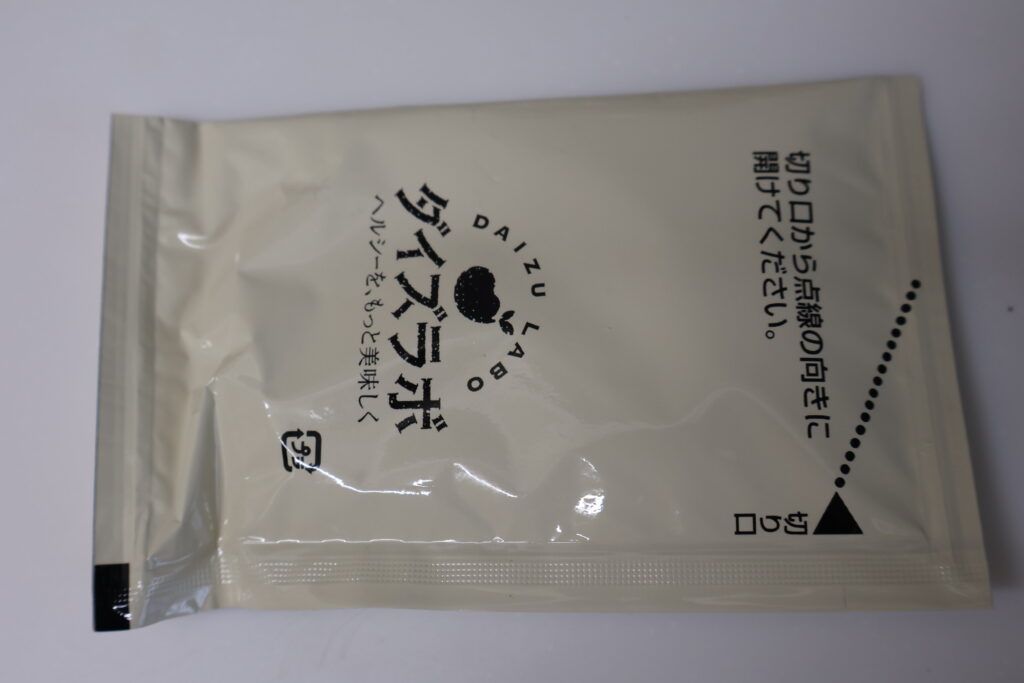 切り口から点線の向きに
開けてください。
切り口
DAIZU LABO
ダイズラボ
ヘルシーを、もっと美味しく
プラ